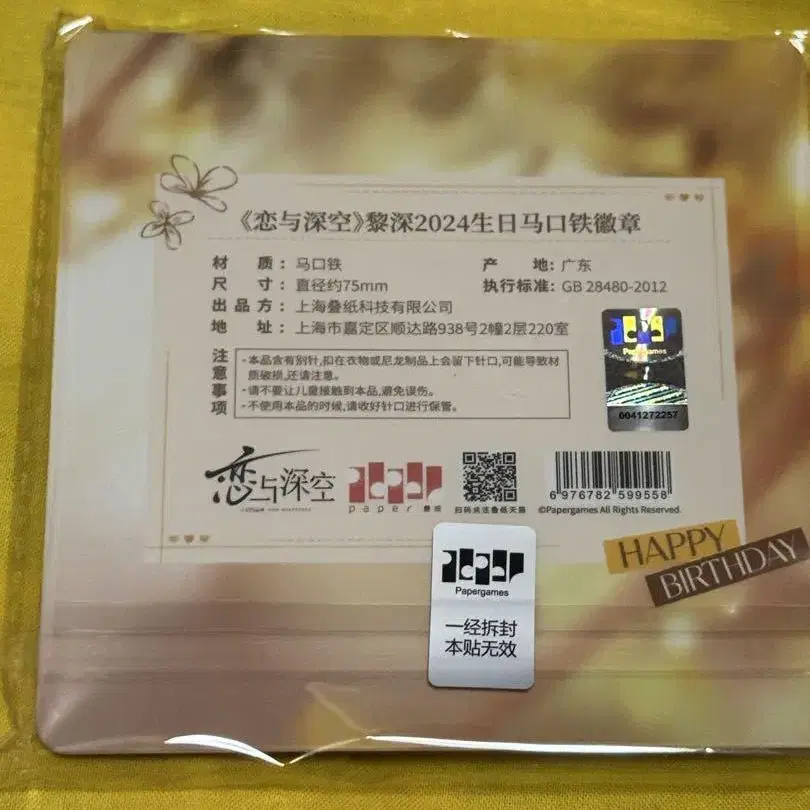 《恋与深空》黎深2024生日马口铁徽章
材 质：马口铁
产 地：广东
尺 寸：直径约75mm
执行标准：GB 28480-2012
出品方：上海叠纸科技有限公司
地 址：上海市嘉定区顺达路938号2幢2层220室
注意事项
·本品含有别针,扣在衣物或尼龙制品上会留下针口,可能导致材
质破损,还请注意。
·请不要让儿童接触到本品,避免误伤。
·不使用本品的时候,请收好针口进行保管。
Papergames
0041272257
恋与深空
paper 叠纸
扫码关注叠纸天猫
6 976782 599558
©Papergames All Rights Reserved.
HAPPY
BIRTHDAY
paper
Papergames
一经拆封
本贴无效